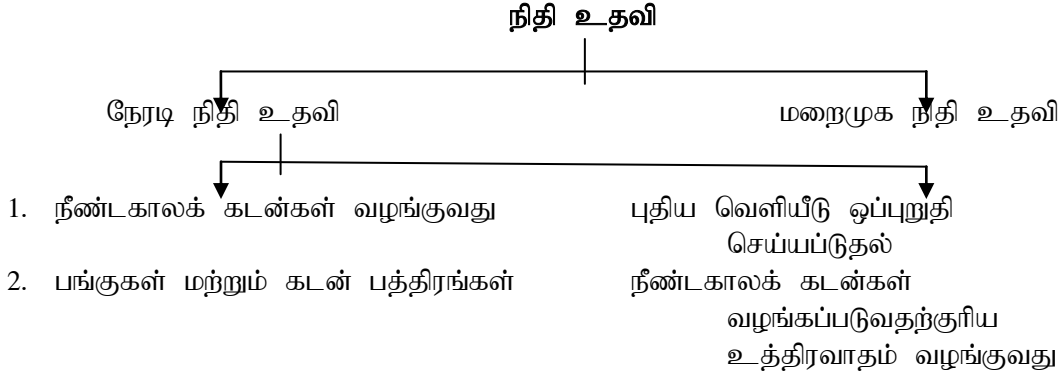 நிதி உதவி
நேரடி நிதி உதவி மறைமுக நிதி உதவி
1. நீண்டகாலக் கடன்கள் வழங்குவது புதிய வெளியீடு ஒப்புறுதி
செய்யப்டுதல்
2. பங்குகள் மற்றும் கடன் பத்திரங்கள் நீண்டகாலக் கடன்கள்
வழங்கப்படுவதற்குரிய
உத்திரவாதம் வழங்குவது